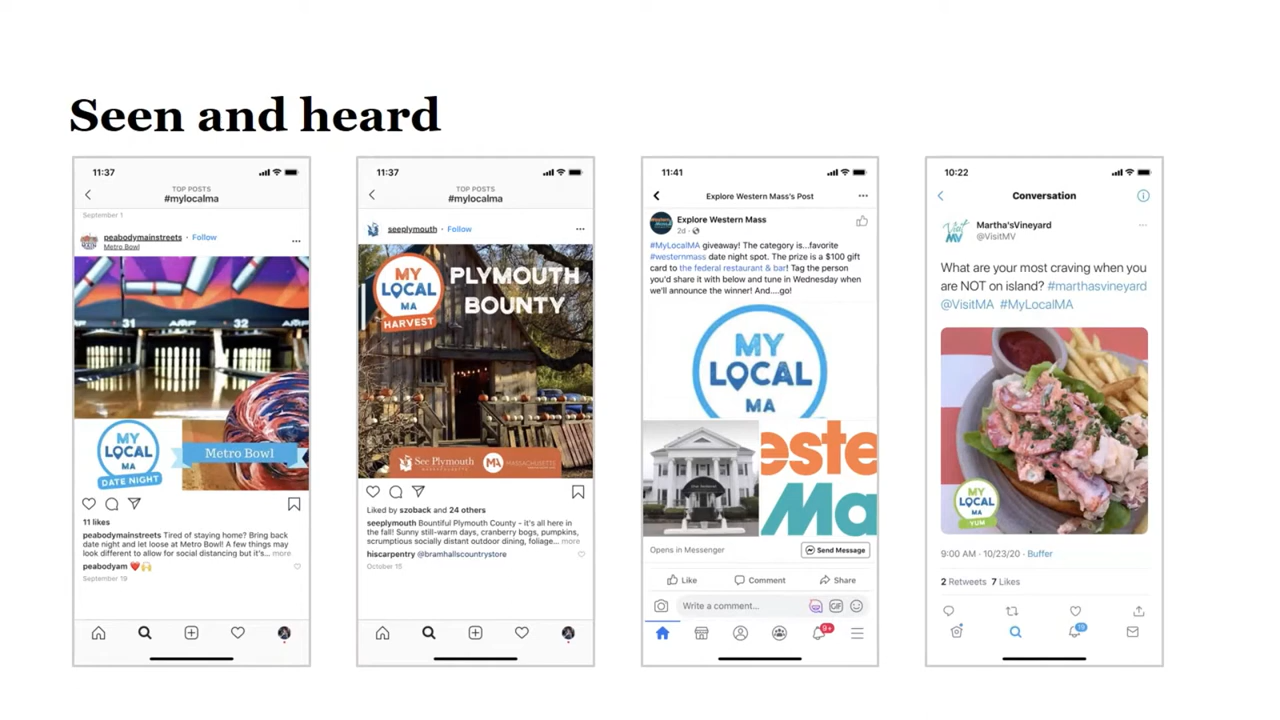 Seen and heard
11:37
TOP POSTS
#mylocalma
September 1
peabodymainstreets · Follow
Metro Bowl
31
AMF
32
AMF
MY
LOCAL
MA
DATE NIGHT
Metro Bowl
11 likes
peabodymainstreets Tired of staying home? Bring back
date night and let loose at Metro Bowl! A few things may
look different to allow for social distancing but it's... more
peabodyam ❤️🙌
September 19
11:37
TOP POSTS
#mylocalma
seeplymouth · Follow
MY
LOCAL
MA
HARVEST
PLYMOUTH
BOUNTY
See Plymouth
MASSACHUSETTS
MA
MASSACHUSETTS
Liked by szoback and 24 others
seeplymouth Bountiful Plymouth County - it's all here in
the fall! Sunny still-warm days, cranberry bogs, pumpkins,
scrumptious socially distant outdoor dining, foliage... more
hiscarpentry @bramhallscountrystore
October 15
11:41
Explore Western Mass's Post
Explore Western Mass
2d ·
#MyLocalMA giveaway! The category is...favorite
#westernmass date night spot. The prize is a $100 gift
card to the federal restaurant & bar! Tag the person
you'd share it with below and tune in Wednesday when
we'll announce the winner! And....go!
MY
LOCAL
MA
este
Ma
Opens in Messenger
Send Message
Like
Comment
Share
Write a comment...
GIF
9+
10:22
Conversation
Visit
MV
Martha'sVineyard
@VisitMV
What are your most craving when you
are NOT on island? #marthasvineyard
@VisitMA #MyLocalMA
MY
LOCAL
MA
YUM
9:00 AM · 10/23/20 · Buffer
2 Retweets 7 Likes
19